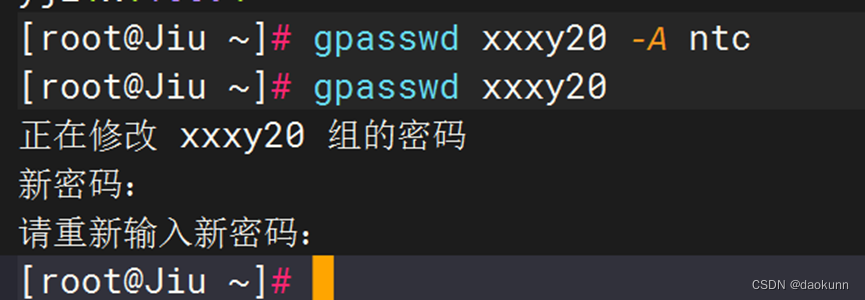 [root@Jiu ~]# gpasswd xxxy20 -A ntc
[root@Jiu ~]# gpasswd xxxy20
正在修改 xxxy20 组的密码
新密码：
请重新输入新密码：
[root@Jiu ~]#
CSDN @daokunn